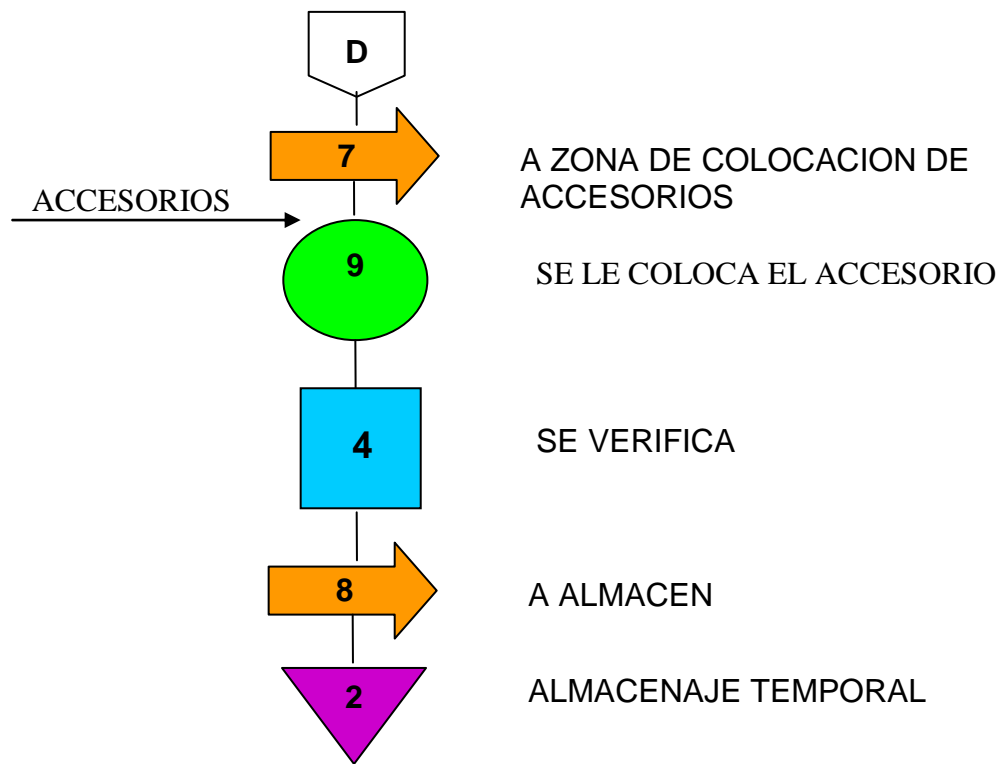 D
7
A ZONA DE COLOCACION DE
ACCESORIOS
ACCESORIOS
9
SE LE COLOCA EL ACCESORIO
4
SE VERIFICA
8
A ALMACEN
2
ALMACENAJE TEMPORAL